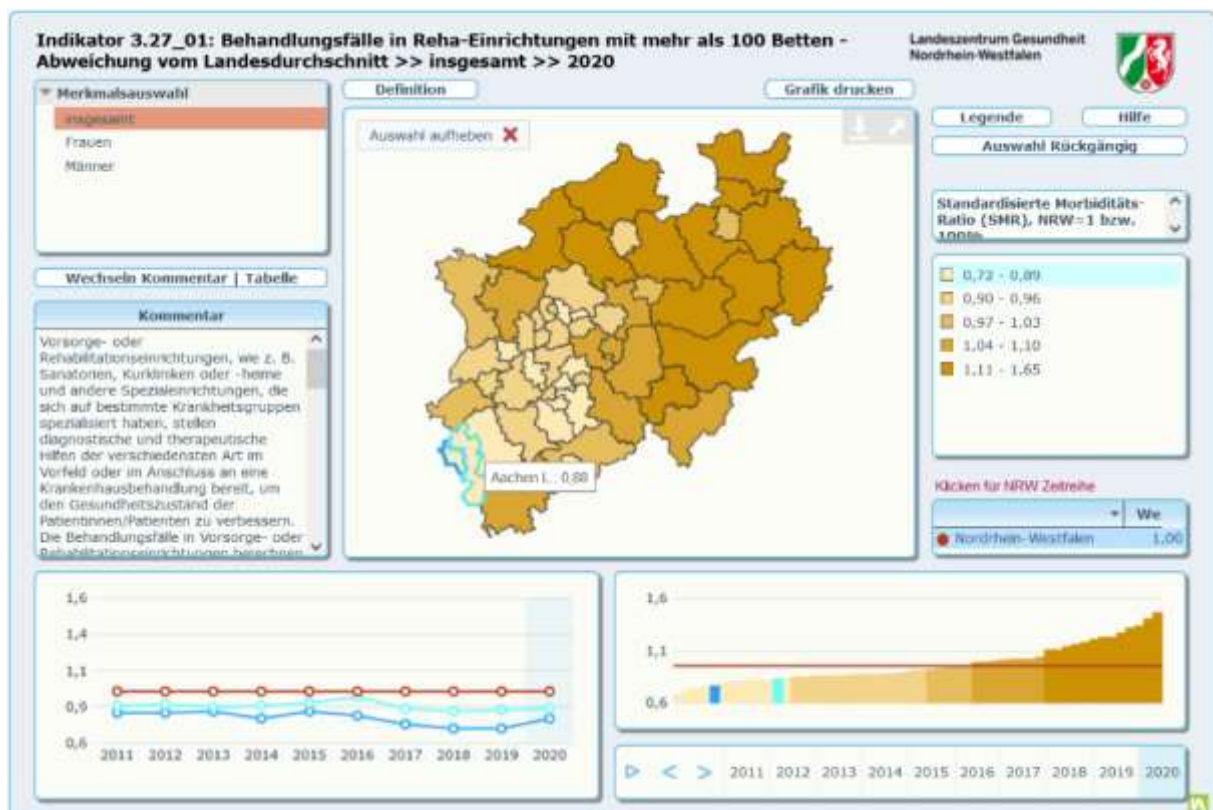 Indikator 3.27_01: Behandlungsfälle in Reha-Einrichtungen mit mehr als 100 Betten -
Abweichung vom Landesdurchschnitt >> insgesamt >> 2020
Landeszentrum Gesundheit
Nordrhein-Westfalen
Merkmalsauswahl
insgesamt
Frauen
Männer
Definition
Grafik drucken
Auswahl aufheben
Legende
Hilfe
Auswahl Rückgängig
Standardisierte Morbiditäts-
Ratio (SMR), NRW=1 bzw.
100%
0,72 - 0,89
0,90 - 0,96
0,97 - 1,03
1,04 - 1,10
1,11 - 1,65
Wechseln Kommentar | Tabelle
Kommentar
Vorsorge- oder
Rehabilitationseinrichtungen, wie z. B.
Sanatorien, Kurkliniken oder -heime
und andere Spezialeinrichtungen, die
sich auf bestimmte Krankheitsgruppen
spezialisiert haben, stellen
diagnostische und therapeutische
Hilfen der verschiedensten Art im
Vorfeld oder im Anschluss an eine
Krankenhausbehandlung bereit, um
den Gesundheitszustand der
Patientinnen/Patienten zu verbessern.
Die Behandlungsfälle in Vorsorge- oder
Rehabilitationseinrichtungen berechnen
Aachen i. : 0,88
Klicken für NRW Zeitreihe
We
Nordrhein-Westfalen 1,00
1,6
1,4
1,1
0,9
0,6
2011 2012 2013 2014 2015 2016 2017 2018 2019 2020
1,6
1,1
0,6
2011 2012 2013 2014 2015 2016 2017 2018 2019 2020